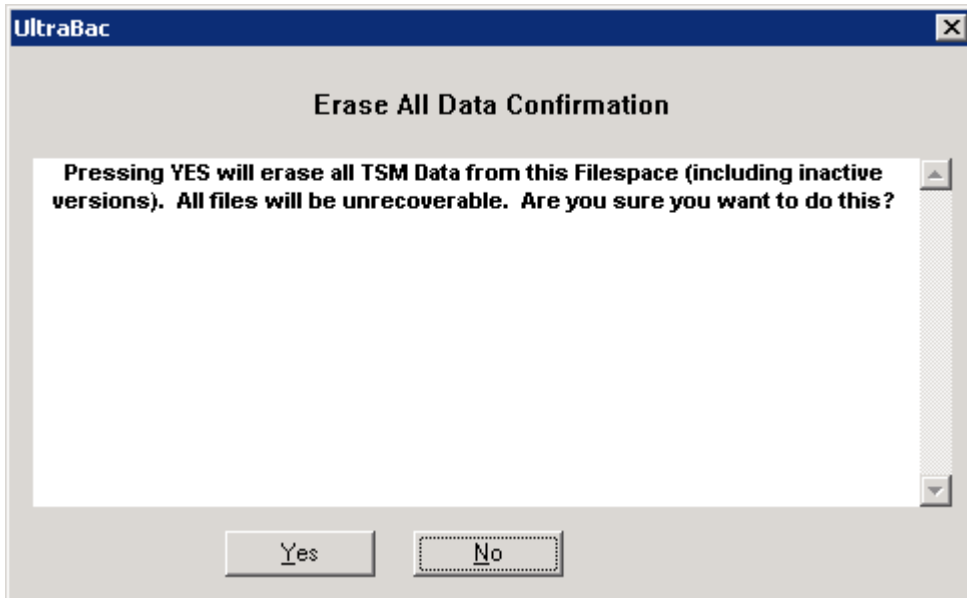 UltraBac
Erase All Data Confirmation
Pressing YES will erase all TSM Data from this Filespace (including inactive
versions).  All files will be unrecoverable.  Are you sure you want to do this?
Yes
No